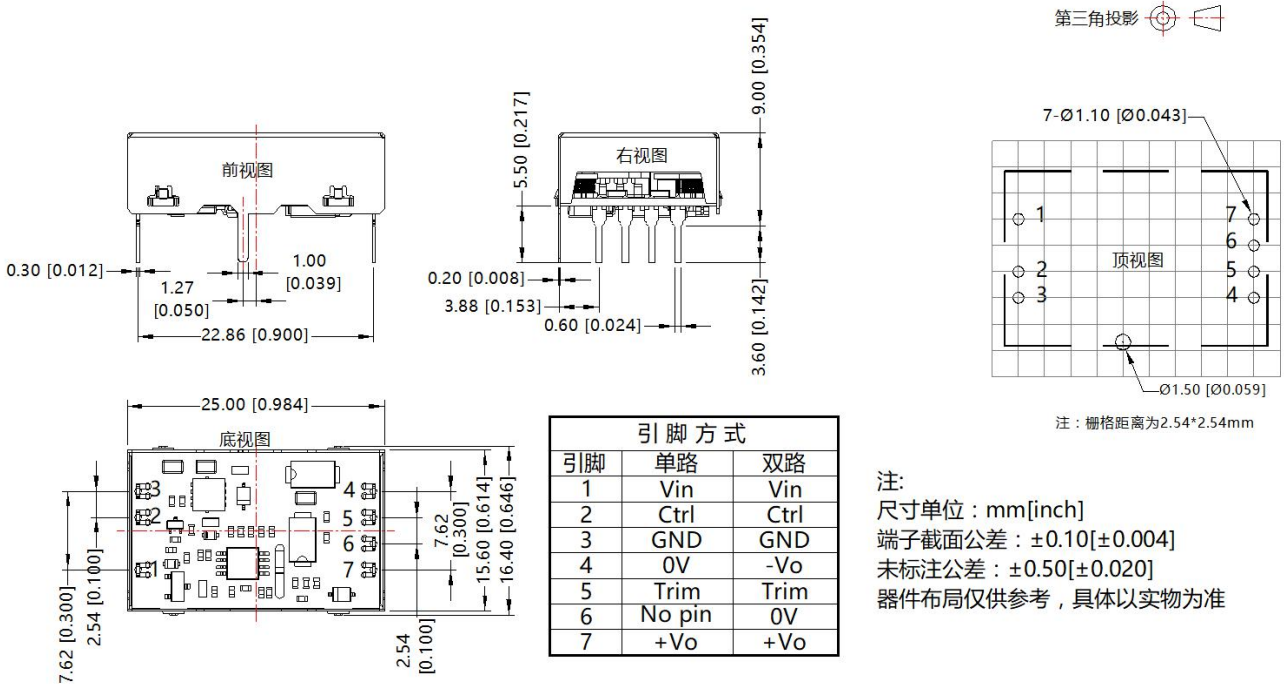 第三角投影
前视图
0.30 [0.012]
1.27
[0.050]
1.00
[0.039]
22.86 [0.900]
右视图
5.50 [0.217]
9.00 [0.354]
0.20 [0.008]
3.88 [0.153]
0.60 [0.024]
3.60 [0.142]
7-Ø1.10 [Ø0.043]
1
7
6
顶视图
2
5
3
4
Ø1.50 [Ø0.059]
注：栅格距离为2.54*2.54mm
25.00 [0.984]
底视图
3
4
2
5
6
1
7
7.62 [0.300]
2.54 [0.100]
7.62
[0.300]
15.60 [0.614]
16.40 [0.646]
2.54
[0.100]
引 脚 方 式
引脚 单路 双路
1 Vin Vin
2 Ctrl Ctrl
3 GND GND
4 0V -Vo
5 Trim Trim
6 No pin 0V
7 +Vo +Vo
注:
尺寸单位：mm[inch]
端子截面公差：±0.10[±0.004]
未标注公差：±0.50[±0.020]
器件布局仅供参考，具体以实物为准